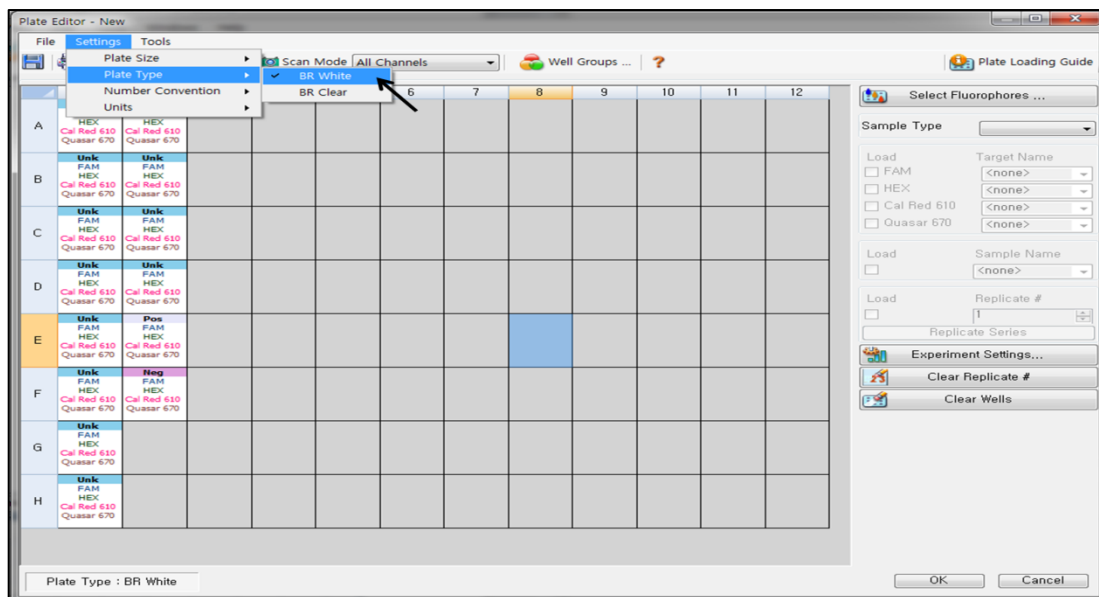 Plate Editor - New
File Settings Tools
Plate Size
Scan Mode All Channels Well Groups ... ? Plate Loading Guide
Plate Type
BR White
Number Convention
BR Clear
Units
6 7 8 9 10 11 12
A
HEX HEX
Cal Red 610 Cal Red 610
Quasar 670 Quasar 670
B
Unk Unk
FAM FAM
HEX HEX
Cal Red 610 Cal Red 610
Quasar 670 Quasar 670
C
Unk Unk
FAM FAM
HEX HEX
Cal Red 610 Cal Red 610
Quasar 670 Quasar 670
D
Unk Unk
FAM FAM
HEX HEX
Cal Red 610 Cal Red 610
Quasar 670 Quasar 670
E
Unk Pos
FAM FAM
HEX HEX
Cal Red 610 Cal Red 610
Quasar 670 Quasar 670
F
Unk Neg
FAM FAM
HEX HEX
Cal Red 610 Cal Red 610
Quasar 670 Quasar 670
G
Unk
FAM
HEX
Cal Red 610
Quasar 670
H
Unk
FAM
HEX
Cal Red 610
Quasar 670
Select Fluorophores ...
Sample Type
Load Target Name
FAM <none>
HEX <none>
Cal Red 610 <none>
Quasar 670 <none>
Load Sample Name
<none>
Load Replicate #
1
Replicate Series
Experiment Settings...
Clear Replicate #
Clear Wells
Plate Type : BR White
OK Cancel